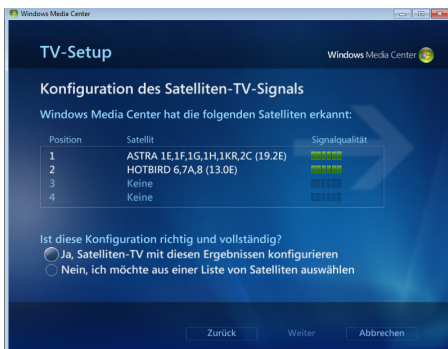 Windows Media Center
TV-Setup
Windows Media Center
Konfiguration des Satelliten-TV-Signals
Windows Media Center hat die folgenden Satelliten erkannt:
Position Satellit Signalqualität
1 ASTRA 1E,1F,1G,1H,1KR,2C (19.2E)
2 HOTBIRD 6,7A,8 (13.0E)
3 Keine
4 Keine
Ist diese Konfiguration richtig und vollständig?
Ja, Satelliten-TV mit diesen Ergebnissen konfigurieren
Nein, ich möchte aus einer Liste von Satelliten auswählen
Zurück Weiter Abbrechen